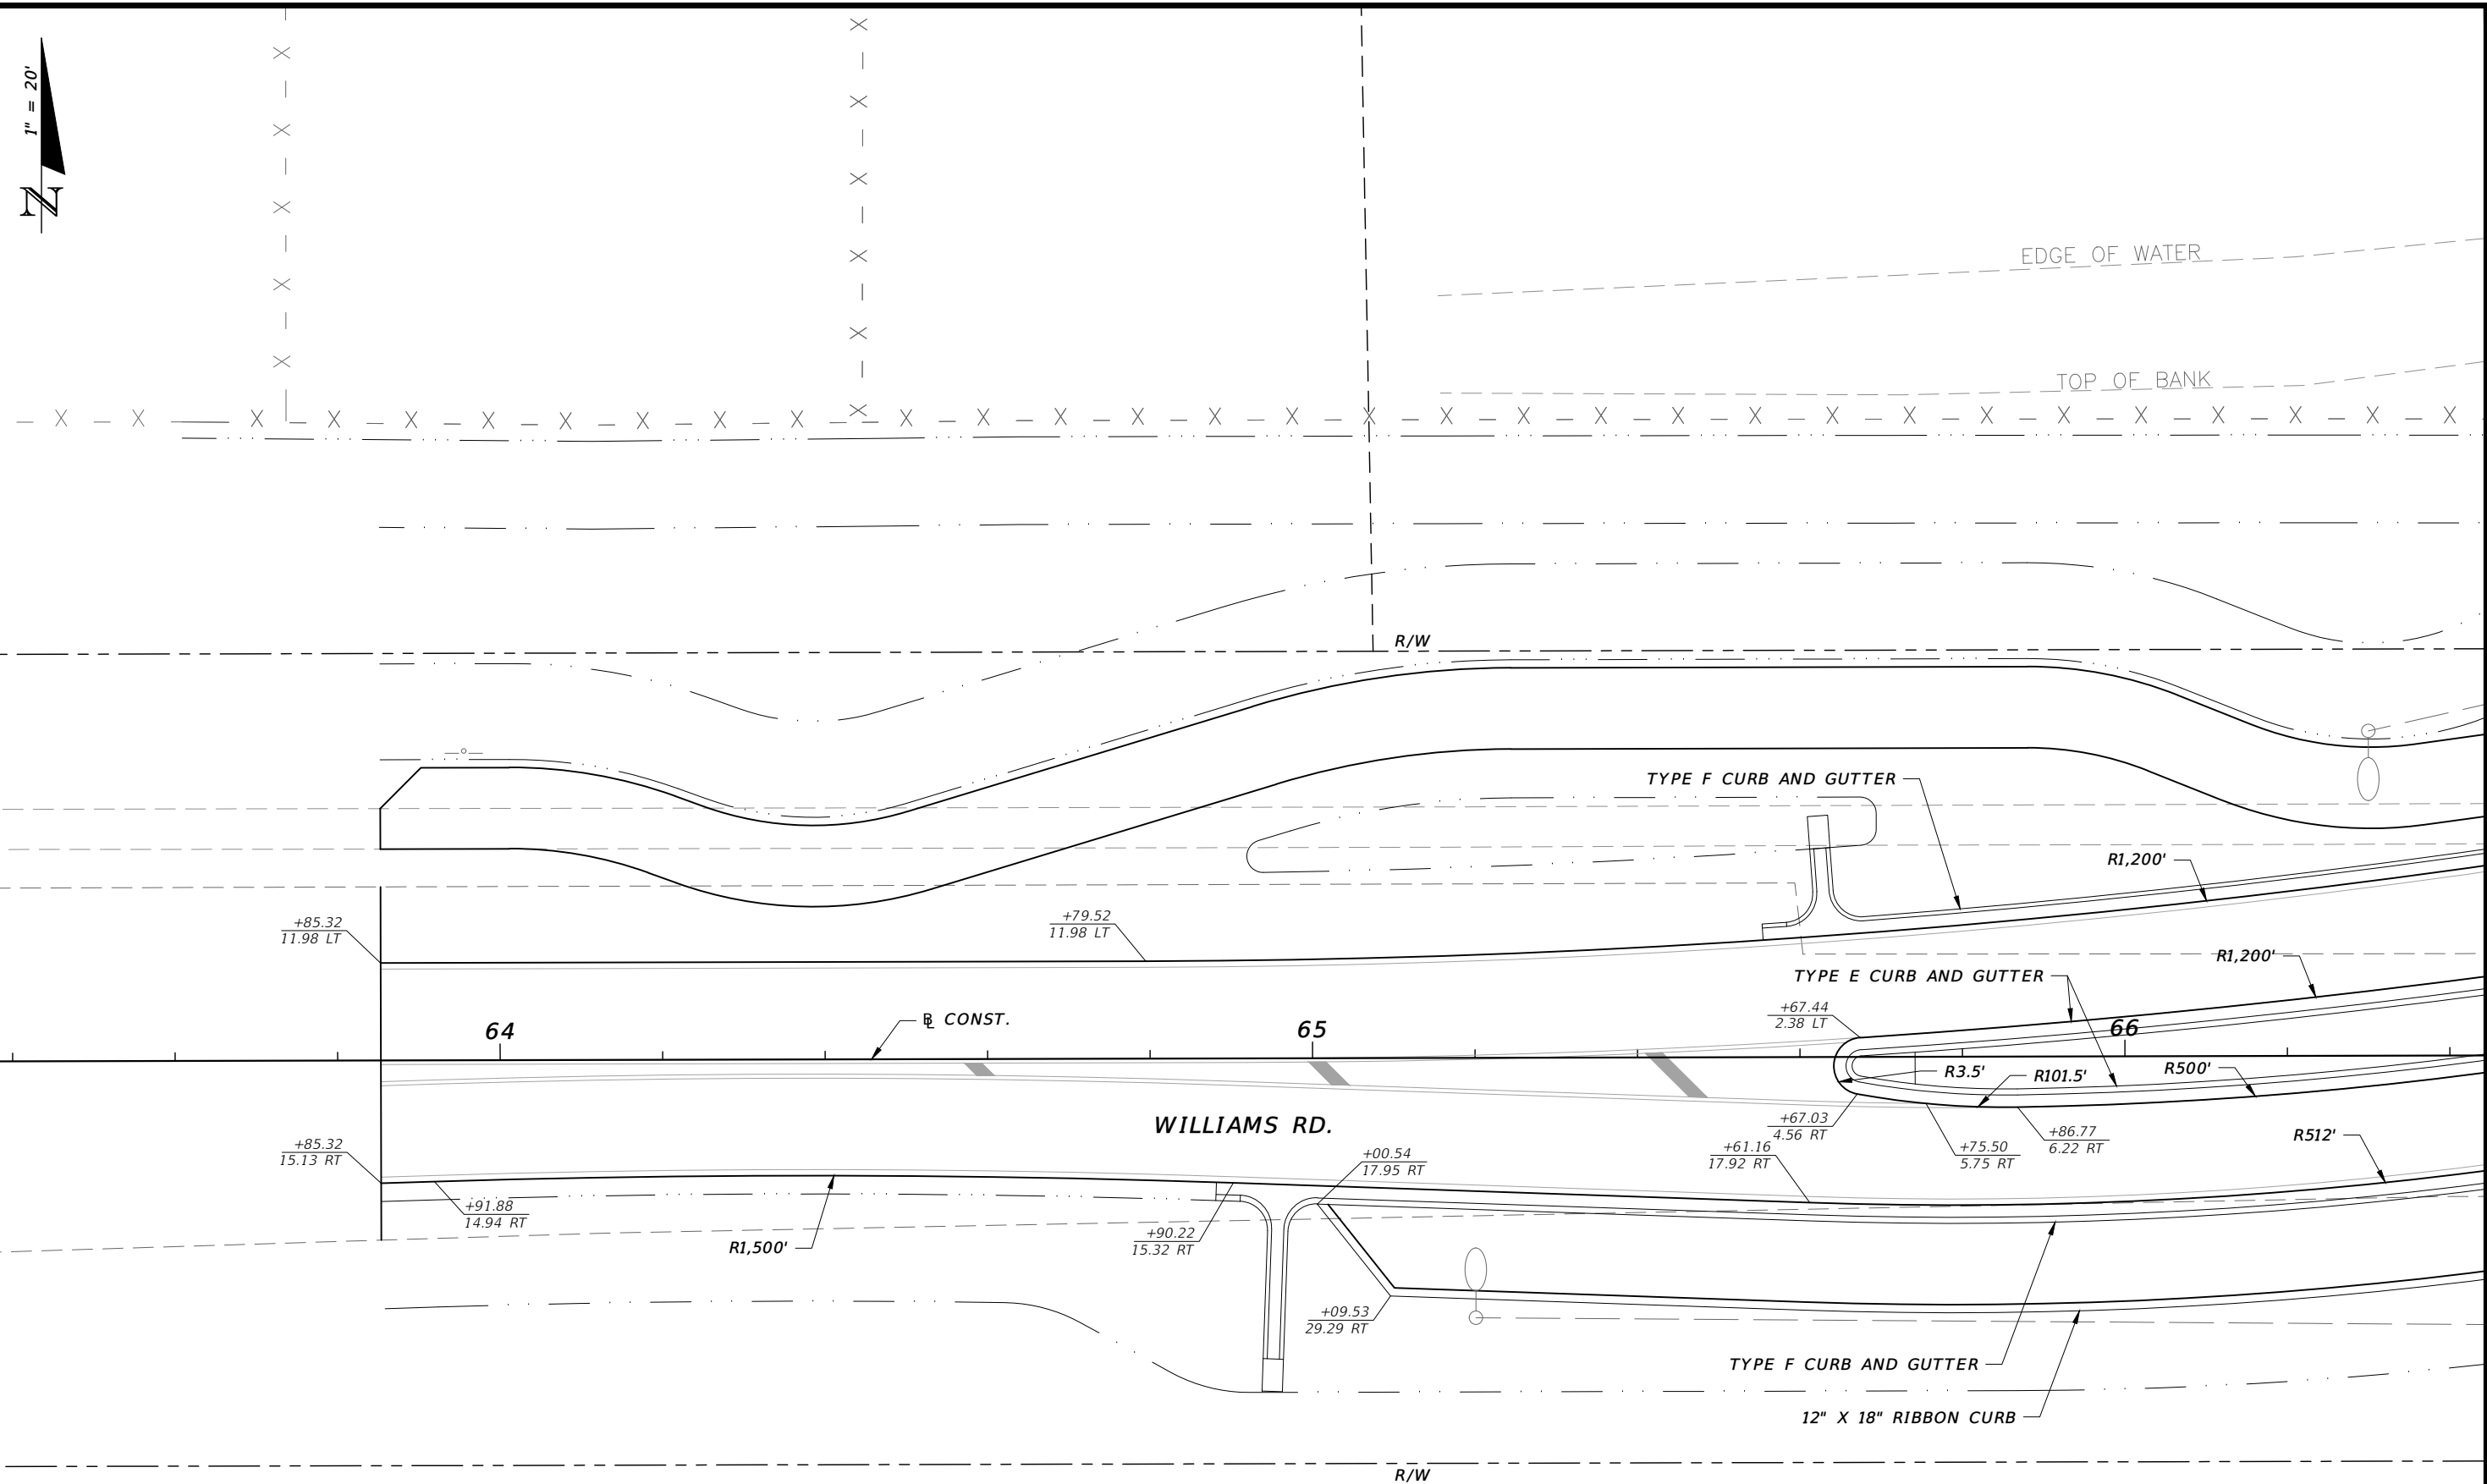 1" = 20'
N
EDGE OF WATER
TOP OF BANK
R/W
TYPE F CURB AND GUTTER
R1,200'
+85.32
11.98 LT
+79.52
11.98 LT
R1,200'
TYPE E CURB AND GUTTER
+67.44
2.38 LT
64
BL CONST.
65
66
R3.5'
R101.5'
R500'
WILLIAMS RD.
+67.03
4.56 RT
+85.32
15.13 RT
+00.54
17.95 RT
+61.16
17.92 RT
+75.50
5.75 RT
+86.77
6.22 RT
R512'
+91.88
14.94 RT
R1,500'
+90.22
15.32 RT
+09.53
29.29 RT
TYPE F CURB AND GUTTER
12" X 18" RIBBON CURB
R/W